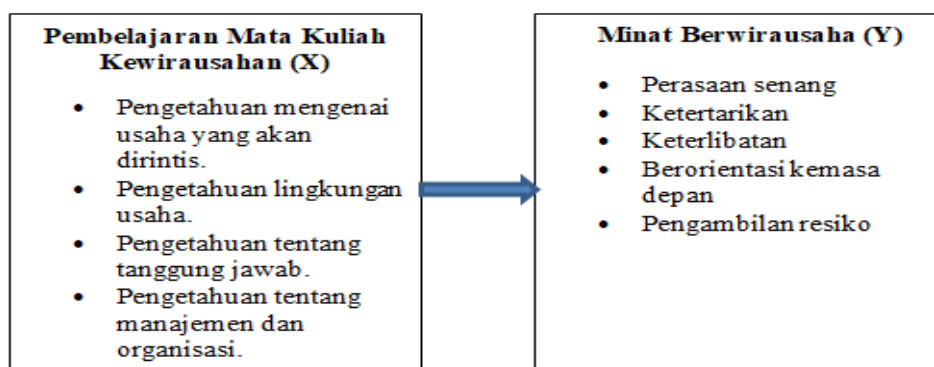 Pembelajaran Mata Kuliah
Kewirausahan (X)
• Pengetahuan mengenai
usaha yang akan
dirintis.
• Pengetahuan lingkungan
usaha.
• Pengetahuan tentang
tanggung jawab.
• Pengetahuan tentang
manajemen dan
organisasi.
Minat Berwirausaha (Y)
• Perasaan senang
• Ketertarikan
• Keterlibatan
• Berorientasi kemasa
depan
• Pengambilan resiko